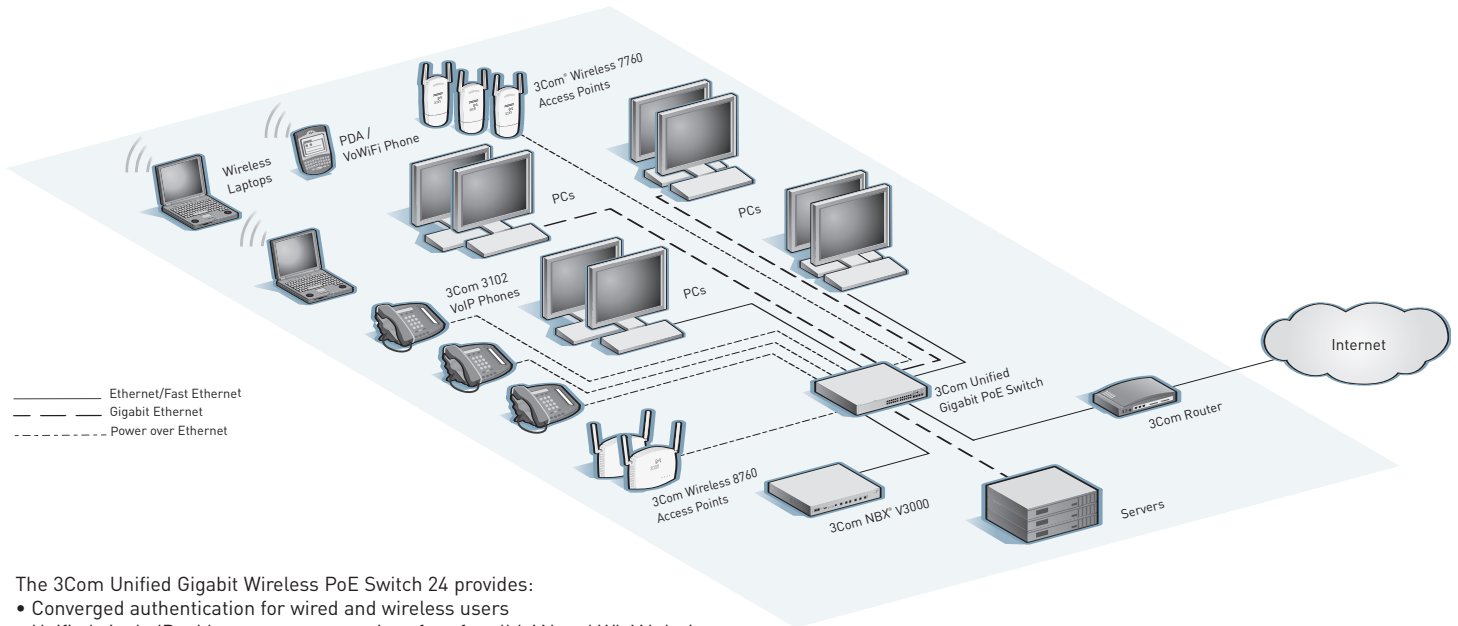 3Com® Wireless 7760
Access Points
PDA /
VoWiFi Phone
Wireless
Laptops
PCs
PCs
3Com 3102
VoIP Phones
PCs
Internet
3Com Unified
Gigabit PoE Switch
3Com Router
Ethernet/Fast Ethernet
Gigabit Ethernet
Power over Ethernet
3Com Wireless 8760
Access Points
3Com NBX® V3000
Servers
The 3Com Unified Gigabit Wireless PoE Switch 24 provides:
• Converged authentication for wired and wireless users